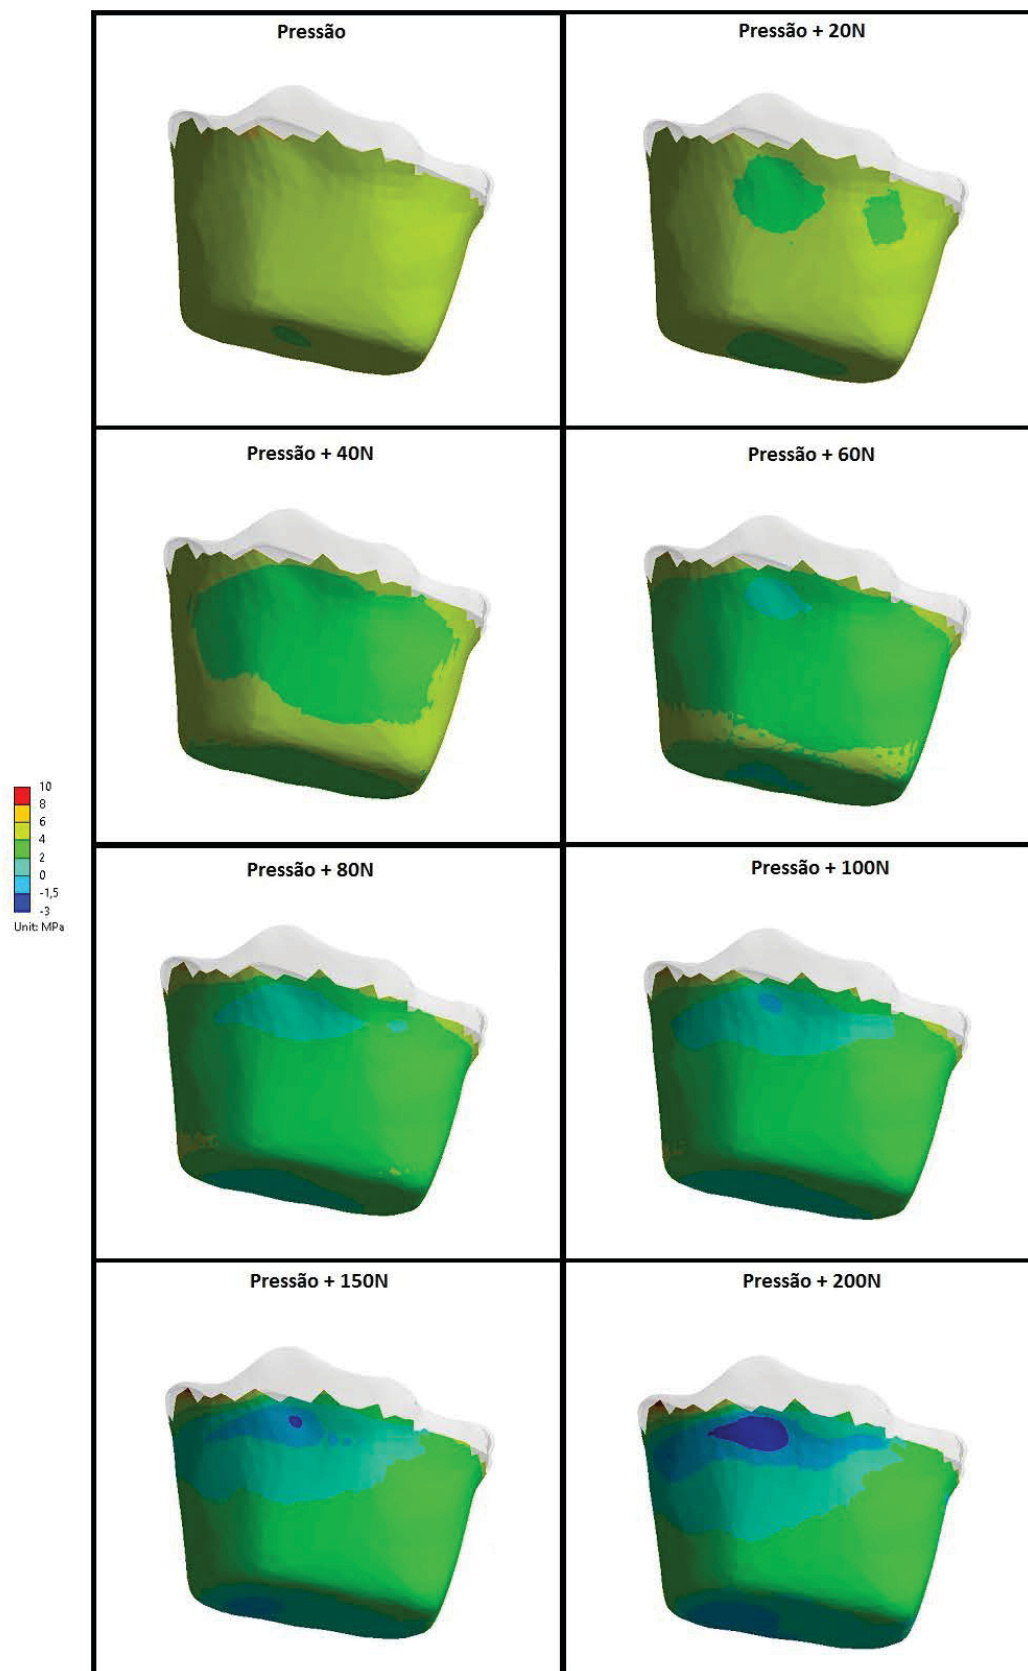 Pressão
Pressão + 20N
Pressão + 40N
Pressão + 60N
10
8
6
4
2
0
-1,5
-3
Unit: MPa
Pressão + 80N
Pressão + 100N
Pressão + 150N
Pressão + 200N